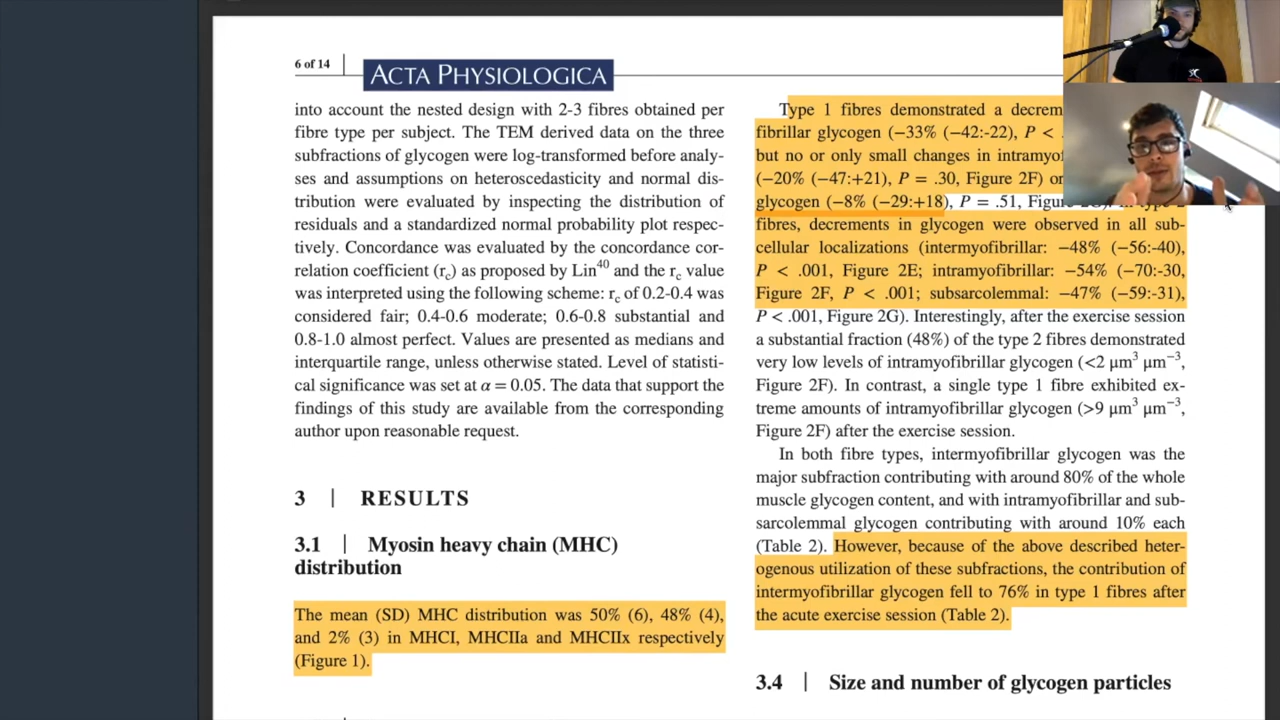 6 of 14
ACTA PHYSIOLOGICA
into account the nested design with 2-3 fibres obtained per
fibre type per subject. The TEM derived data on the three
subfractions of glycogen were log-transformed before analy-
ses and assumptions on heteroscedasticity and normal dis-
tribution were evaluated by inspecting the distribution of
residuals and a standardized normal probability plot respec-
tively. Concordance was evaluated by the concordance cor-
relation coefficient (rc) as proposed by Lin40 and the rc value
was interpreted using the following scheme: rc of 0.2-0.4 was
considered fair; 0.4-0.6 moderate; 0.6-0.8 substantial and
0.8-1.0 almost perfect. Values are presented as medians and
interquartile range, unless otherwise stated. Level of statisti-
cal significance was set at α = 0.05. The data that support the
findings of this study are available from the corresponding
author upon reasonable request.
3 | RESULTS
3.1 | Myosin heavy chain (MHC)
distribution
The mean (SD) MHC distribution was 50% (6), 48% (4),
and 2% (3) in MHCI, MHCIIa and MHCIIx respectively
(Figure 1).
Type 1 fibres demonstrated a
fibrillar glycogen (−33% (−42:-22), P <
but no or only small changes in
(−20% (−47:+21), P = .30, Figure 2F) or
glycogen (−8% (−29:+18), P = .51,
fibres, decrements in glycogen were observed in all sub-
cellular localizations (intermyofibrillar: −48% (−56:-40),
P < .001, Figure 2E; intramyofibrillar: −54% (−70:-30,
Figure 2F, P < .001; subsarcolemmal: −47% (−59:-31),
P < .001, Figure 2G). Interestingly, after the exercise session
a substantial fraction (48%) of the type 2 fibres demonstrated
very low levels of intramyofibrillar glycogen (<2 μm3 μm−3,
Figure 2F). In contrast, a single type 1 fibre exhibited ex-
treme amounts of intramyofibrillar glycogen (>9 μm3 μm−3,
Figure 2F) after the exercise session.
In both fibre types, intermyofibrillar glycogen was the
major subfraction contributing with around 80% of the whole
muscle glycogen content, and with intramyofibrillar and sub-
sarcolemmal glycogen contributing with around 10% each
(Table 2). However, because of the above described heter-
ogenous utilization of these subfractions, the contribution of
intermyofibrillar glycogen fell to 76% in type 1 fibres after
the acute exercise session (Table 2).
3.4 | Size and number of glycogen particles